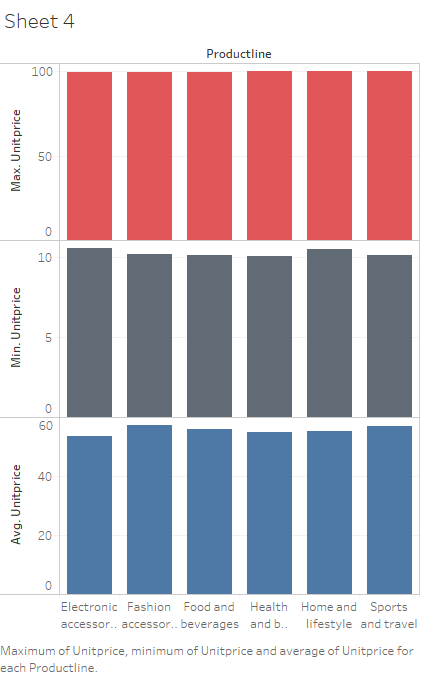 Sheet 4
Productline
100
50
0
Max. Unitprice
10
5
0
Min. Unitprice
60
40
20
0
Avg. Unitprice
Electronic Fashion Food and Health Home and Sports
accessor.. accessor.. beverages and b.. lifestyle and travel
Maximum of Unitprice, minimum of Unitprice and average of Unitprice for
each Productline.